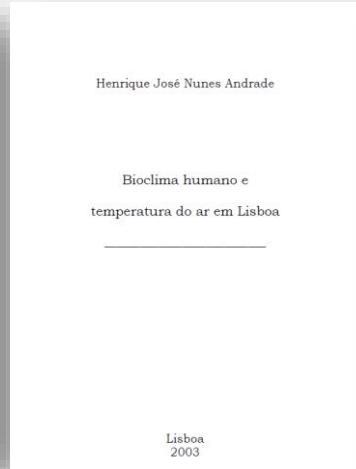 Henrique José Nunes Andrade
Bioclima humano e
temperatura do ar em Lisboa
Lisboa
2003